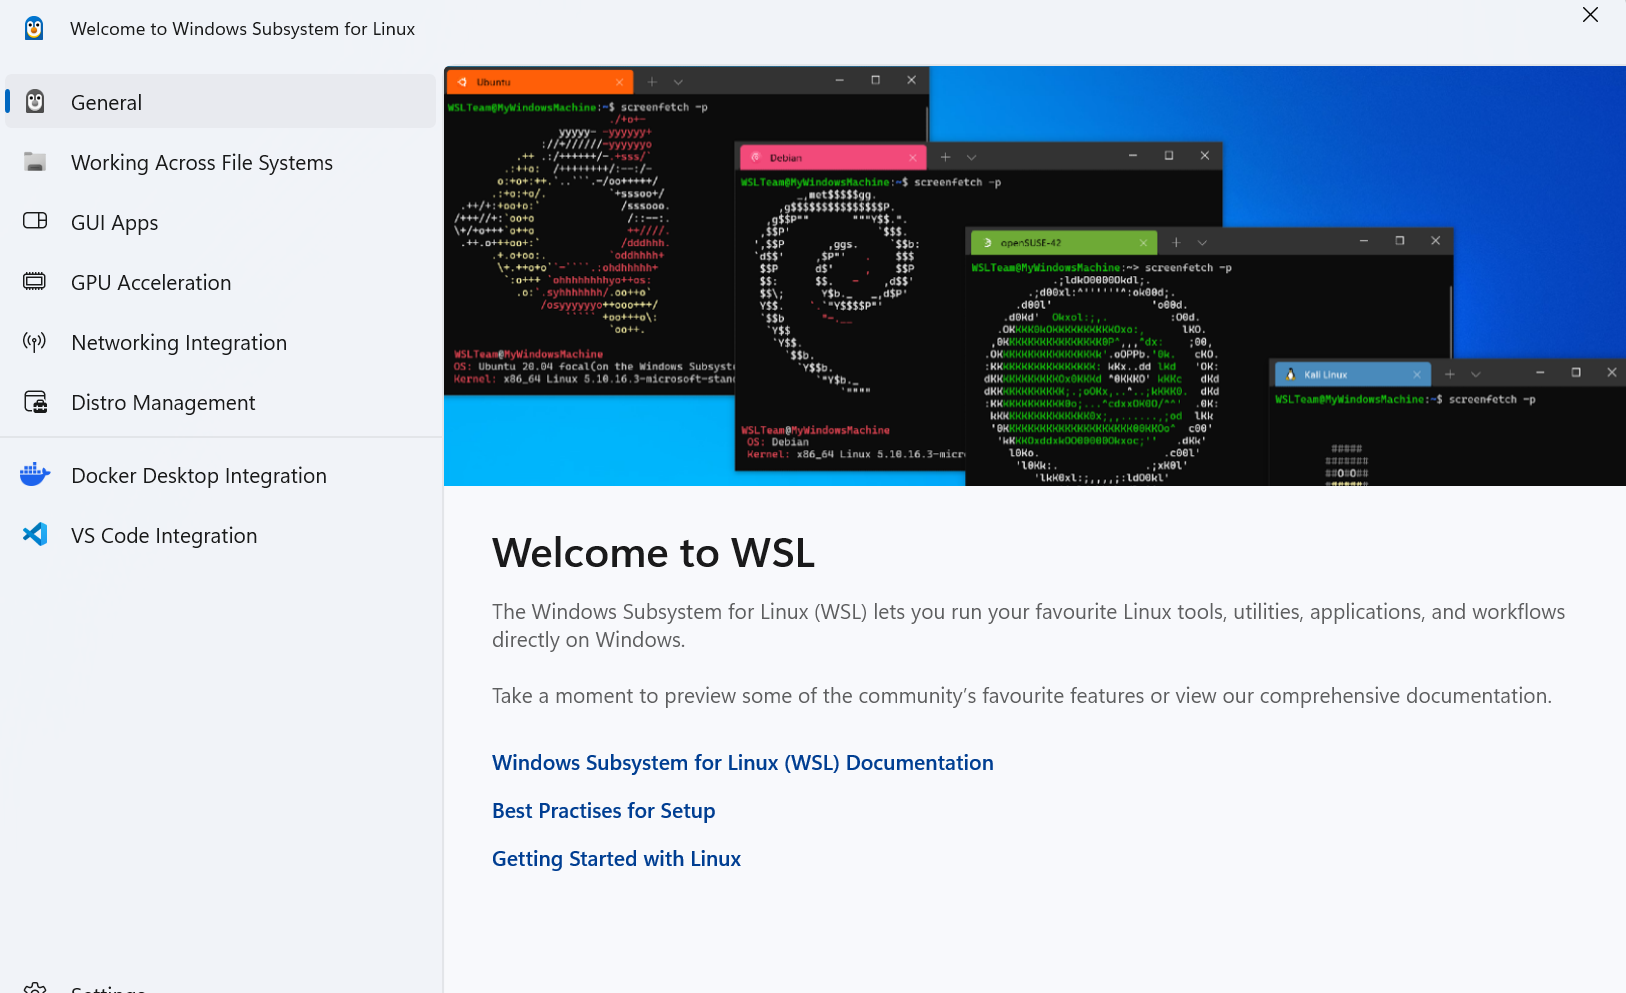 Welcome to Windows Subsystem for Linux
General
Working Across File Systems
GUI Apps
GPU Acceleration
Networking Integration
Distro Management
Docker Desktop Integration
VS Code Integration
Settings
Ubuntu
WSLTeam@MyWindowsMachine:~$ screenfetch -p
WSLTeam@MyWindowsMachine
OS: Ubuntu 20.04 focal(on the Windows Subsyst
Kernel: x86_64 Linux 5.10.16.3-microsoft-stan
Debian
WSLTeam@MyWindowsMachine:~$ screenfetch -p
WSLTeam@MyWindowsMachine
OS: Debian
Kernel: x86_64 Linux 5.10.16.3-micr
openSUSE-42
WSLTeam@MyWindowsMachine:~> screenfetch -p
Kali Linux
WSLTeam@MyWindowsMachine:~$ screenfetch -p
Welcome to WSL
The Windows Subsystem for Linux (WSL) lets you run your favourite Linux tools, utilities, applications, and workflows
directly on Windows.
Take a moment to preview some of the community’s favourite features or view our comprehensive documentation.
Windows Subsystem for Linux (WSL) Documentation
Best Practises for Setup
Getting Started with Linux